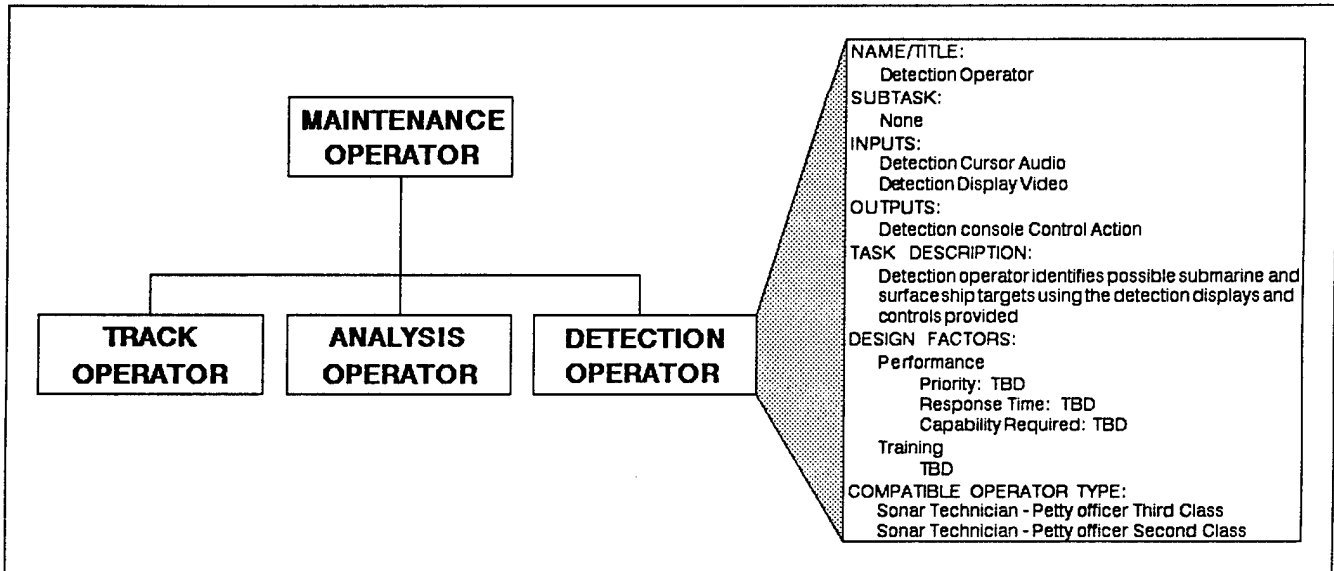 MAINTENANCE
OPERATOR
TRACK
OPERATOR
ANALYSIS
OPERATOR
DETECTION
OPERATOR
NAME/TITLE:
Detection Operator
SUBTASK:
None
INPUTS:
Detection Cursor Audio
Detection Display Video
OUTPUTS:
Detection console Control Action
TASK DESCRIPTION:
Detection operator identifies possible submarine and
surface ship targets using the detection displays and
controls provided
DESIGN FACTORS:
Performance
Priority: TBD
Response Time: TBD
Capability Required: TBD
Training
TBD
COMPATIBLE OPERATOR TYPE:
Sonar Technician - Petty officer Third Class
Sonar Technician - Petty officer Second Class